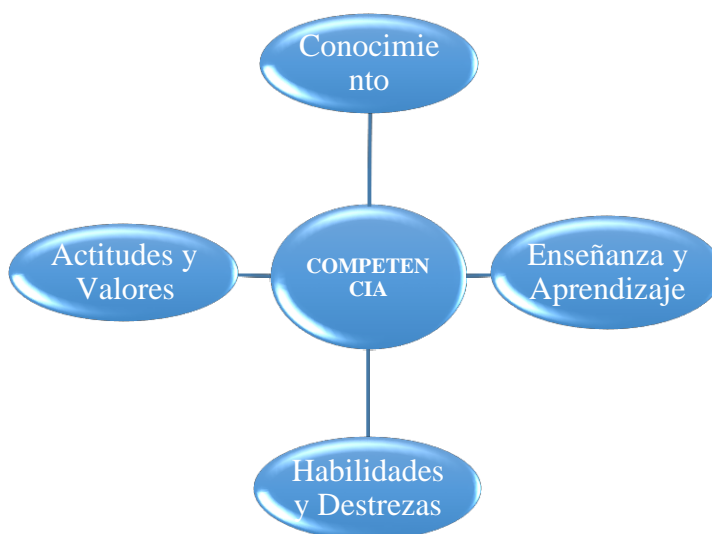 Conocimie
nto
Actitudes y
Valores
COMPETEN
CIA
Enseñanza y
Aprendizaje
Habilidades
y Destrezas